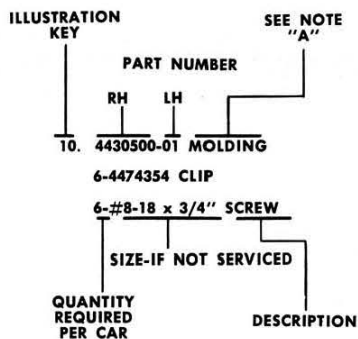 ILLUSTRATION KEY
SEE NOTE "A"
PART NUMBER
RH LH
10. 4430500-01 MOLDING
6-4474354 CLIP
6-#8-18 x 3/4" SCREW
SIZE-IF NOT SERVICED
QUANTITY REQUIRED PER CAR
DESCRIPTION